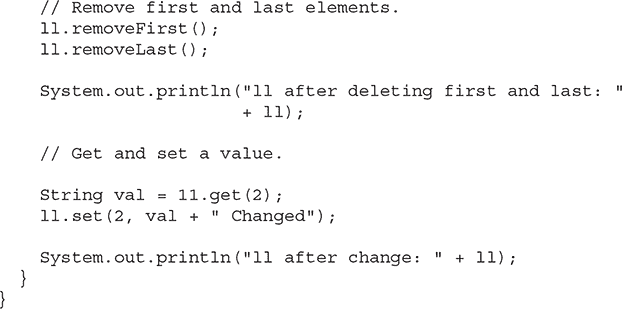 // Remove first and last elements.
ll.removeFirst();
ll.removeLast();
System.out.println("ll after deleting first and last: "
+ ll);
// Get and set a value.
String val = 11.get(2);
ll.set(2, val + " Changed");
System.out.println("ll after change: " + ll);
}
}